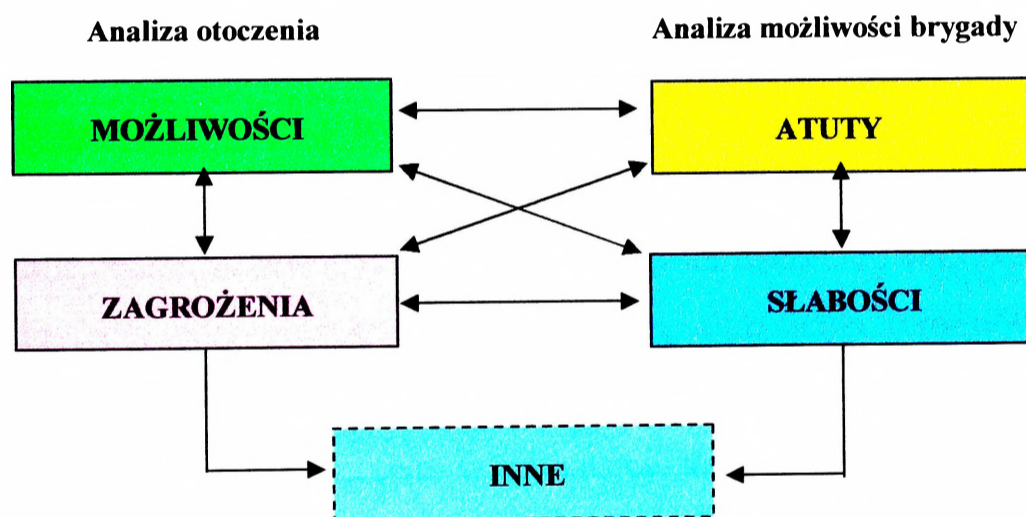 Analiza otoczenia
Analiza możliwości brygady
MOŻLIWOŚCI
ATUTY
ZAGROŻENIA
SŁABOŚCI
INNE